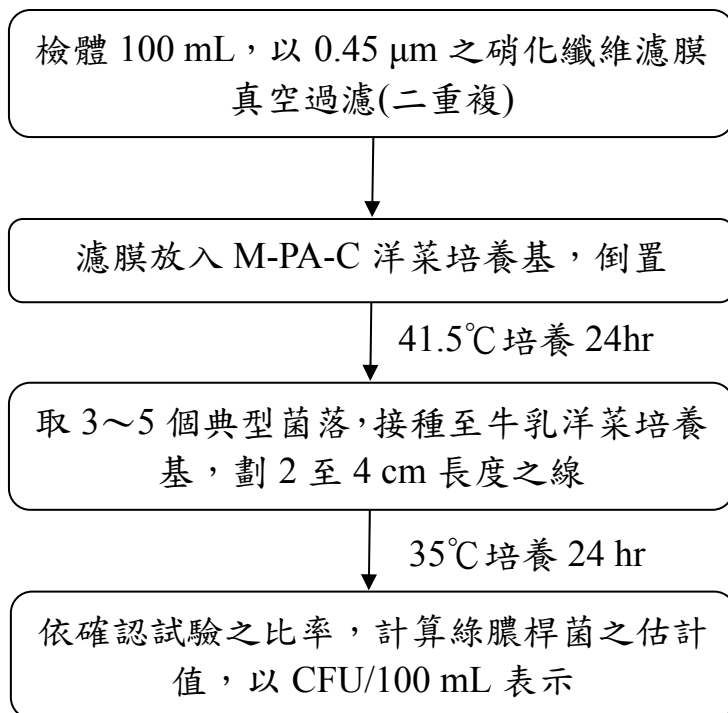 檢體 100 mL，以 0.45 μm 之硝化纖維濾膜
真空過濾(二重複)
濾膜放入 M-PA-C 洋菜培養基，倒置
41.5℃培養 24hr
取 3～5 個典型菌落，接種至牛乳洋菜培養
基，劃 2 至 4 cm 長度之線
35℃培養 24 hr
依確認試驗之比率，計算綠膿桿菌之估計
值，以 CFU/100 mL 表示